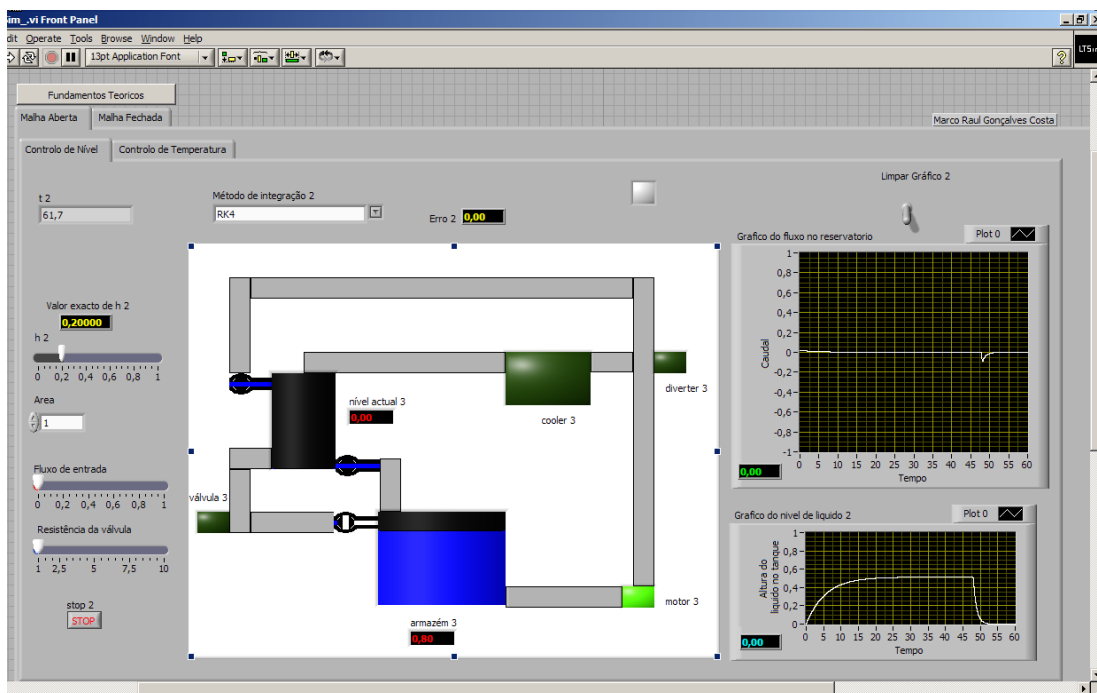 Sim_.vi Front Panel
dit Operate Tools Browse Window Help
13pt Application Font
LTSi
Fundamentos Teoricos
Malha Aberta Malha Fechada
Marco Raul Gonçalves Costa
Controlo de Nível Controlo de Temperatura
Limpar Gráfico 2
t 2
61,7
Método de integração 2
RK4
Erro 2 0,00
Grafico do fluxo no reservatorio Plot 0
1
0,8
0,6
0,4
0,2
0
-0,2
-0,4
-0,6
-0,8
-1
Caudal
0 5 10 15 20 25 30 35 40 45 50 55 60
Tempo
0,00
Valor exacto de h 2
0,20000
h 2
0 0,2 0,4 0,6 0,8 1
Area
1
Fluxo de entrada
0 0,2 0,4 0,6 0,8 1
Resistência da válvula
1 2,5 5 7,5 10
stop 2
STOP
nível actual 3
0,00
cooler 3
diverter 3
válvula 3
motor 3
armazém 3
0,80
Grafico do nivel de liquido 2 Plot 0
1
0,8
0,6
0,4
0,2
0
Altura do
liquido no tanque
0 5 10 15 20 25 30 35 40 45 50 55 60
Tempo
0,00